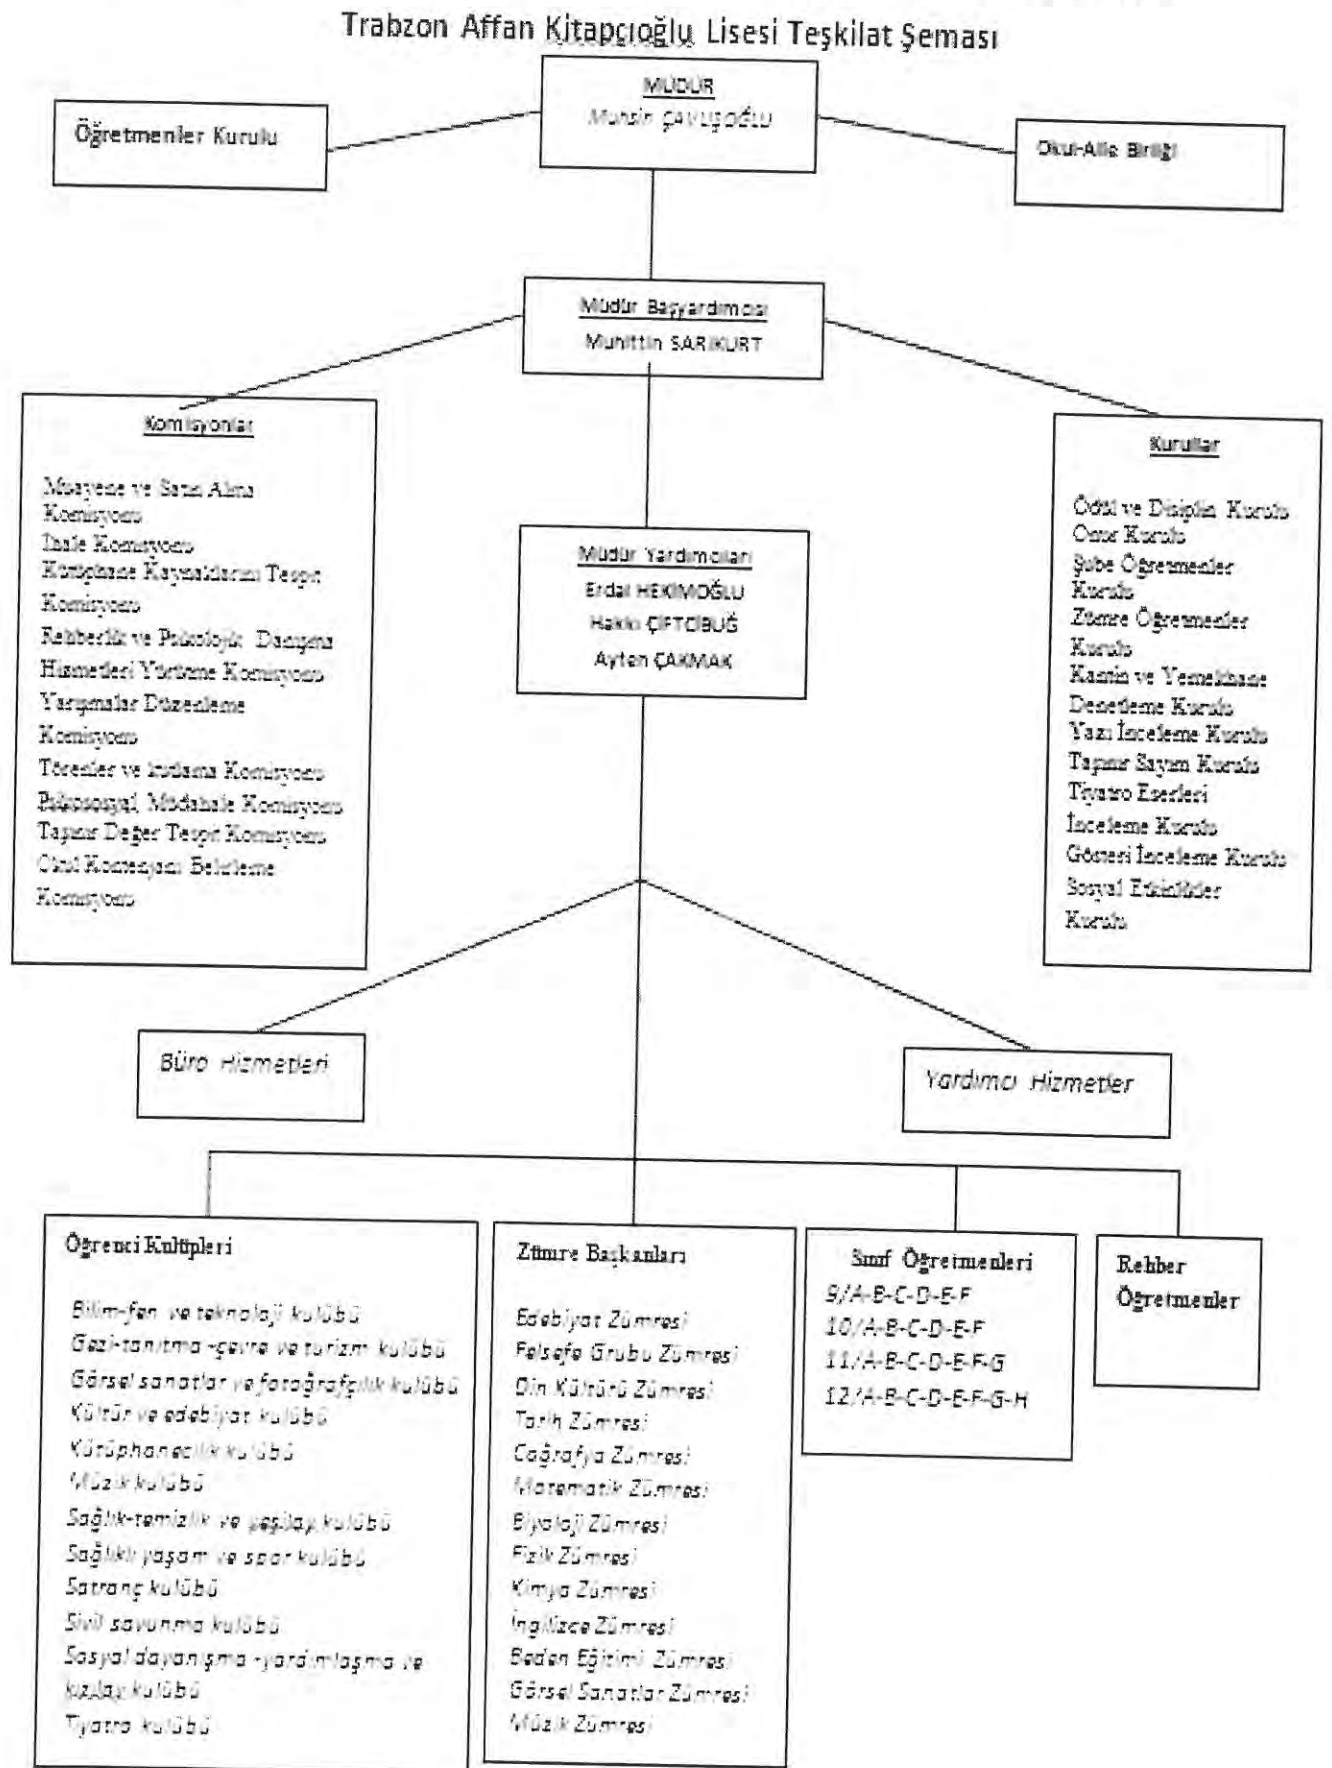 Trabzon Affan Kitapçıoğlu Lisesi Teşkilat Şeması
MÜDÜR
Muhsin ÇAVUŞOĞLU
Öğretmenler Kurulu
Okul-Aile Birliği
Müdür Başyardımcısı
Muhittin SARIKURT
Komisyonlar
Muayene ve Satın Alma
Komisyonu
İhale Komisyonu
Kütüphane Kaynaklarını Tespit
Komisyonu
Rehberlik ve Psikolojik Danışma
Hizmetleri Yürütme Komisyonu
Yarışmalar Düzenleme
Komisyonu
Törenler ve kutlama Komisyonu
Psikososyal Müdahale Komisyonu
Taşınır Değer Tespit Komisyonu
Okul Kontenjanı Belirleme
Komisyonu
Müdür Yardımcıları
Erdal HEKİMOĞLU
Hakkı ÇİFTCİBUĞ
Ayten ÇAKMAK
Kurullar
Ödül ve Disiplin Kurulu
Onur Kurulu
Şube Öğretmenler
Kurulu
Zümre Öğretmenler
Kurulu
Kantin ve Yemekhane
Denetleme Kurulu
Yazı İnceleme Kurulu
Taşınır Sayım Kurulu
Tiyatro Eserleri
İnceleme Kurulu
Gösteri İnceleme Kurulu
Sosyal Etkinlikler
Kurulu
Büro Hizmetleri
Yardımcı Hizmetler
Öğrenci Kulüpleri
Bilim-fen ve teknoloji kulübü
Gezi-tanıtma -çevre ve turizm kulübü
Görsel sanatlar ve fotoğrafçılık kulübü
Kültür ve edebiyat kulübü
Kütüphanecilik kulübü
Müzik kulübü
Sağlık-temizlik ve yeşilay kulübü
Sağlıklı yaşam ve spor kulübü
Satranç kulübü
Sivil savunma kulübü
Sosyal dayanışma -yardımlaşma ve
kızılay kulübü
Tiyatro kulübü
Zümre Başkanları
Edebiyat Zümresi
Felsefe Grubu Zümresi
Din Kültürü Zümresi
Tarih Zümresi
Coğrafya Zümresi
Matematik Zümresi
Biyoloji Zümresi
Fizik Zümresi
Kimya Zümresi
İngilizce Zümresi
Beden Eğitimi Zümresi
Görsel Sanatlar Zümresi
Müzik Zümresi
Sınıf Öğretmenleri
9/A-B-C-D-E-F
10/A-B-C-D-E-F
11/A-B-C-D-E-F-G
12/A-B-C-D-E-F-G-H
Rehber
Öğretmenler